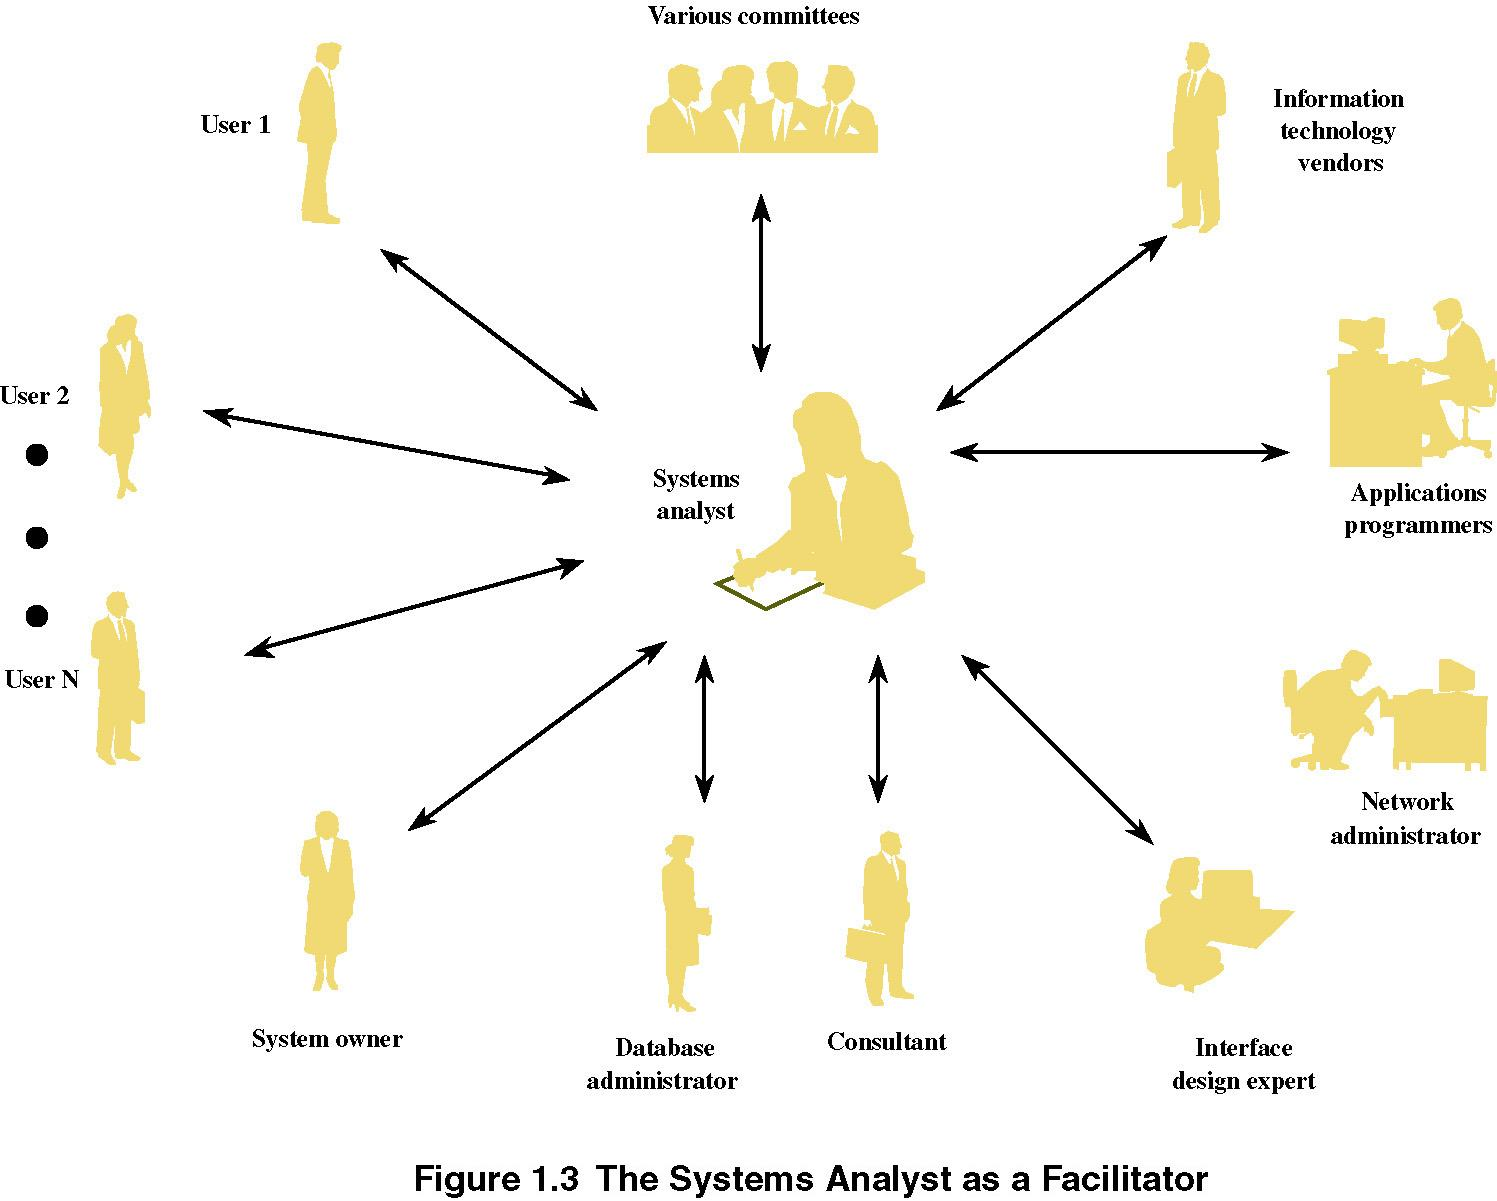 Various committees
User 1
Information
technology
vendors
User 2
Systems
analyst
Applications
programmers
User N
Network
administrator
System owner
Database
administrator
Consultant
Interface
design expert
Figure 1.3 The Systems Analyst as a Facilitator